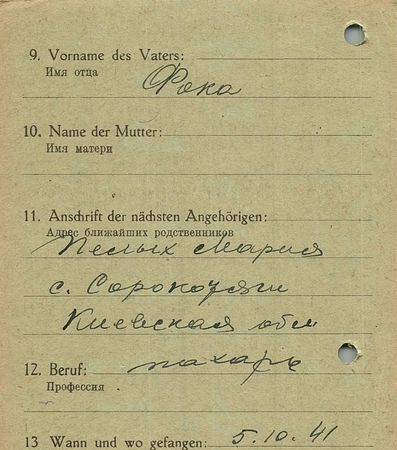 9. Vorname des Vaters:
Имя отца
Фока
10. Name der Mutter:
Имя матери
11. Anschrift der nächsten Angehörigen:
Адрес ближайших родственников
Пелых Мария
с. Сорокотяги
Киевская обл
12. Beruf: пахарь
Профессия
13 Wann und wo gefangen: 5.10.41